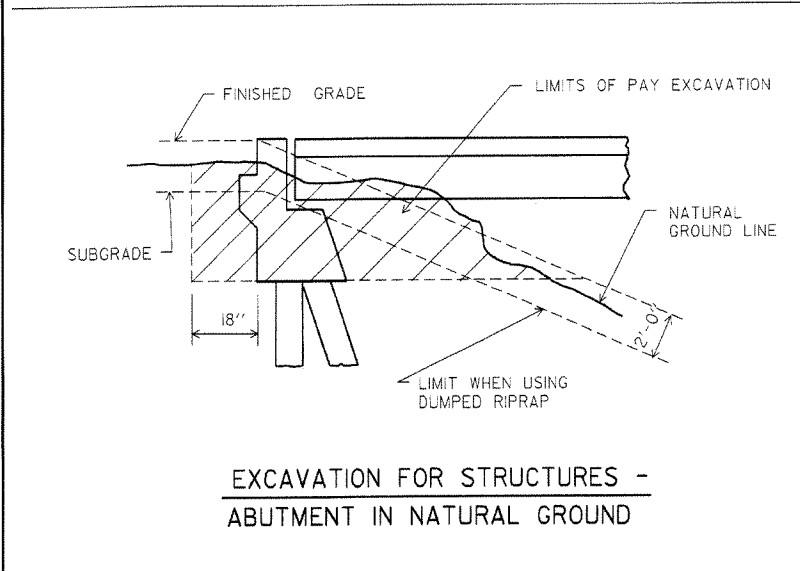 FINISHED GRADE
LIMITS OF PAY EXCAVATION
NATURAL
GROUND LINE
SUBGRADE
18''
2'-0''
LIMIT WHEN USING
DUMPED RIPRAP
EXCAVATION FOR STRUCTURES -
ABUTMENT IN NATURAL GROUND